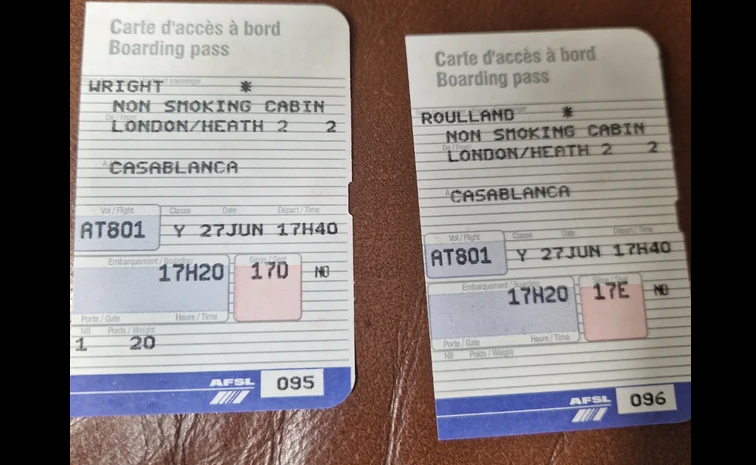 Carte d'accès à bord
Boarding pass
WRIGHT *
NON SMOKING CABIN
LONDON/HEATH 2 2
CASABLANCA
Vol / Flight Classe Date Départ / Time
AT801 Y 27JUN 17H40
Embarquement / Boarding Siège / Seat
17H20 17D NO
Porte / Gate Heure / Time
NB Poids / Weight
1 20
AFSL 095
Carte d'accès à bord
Boarding pass
ROULLAND *
NON SMOKING CABIN
LONDON/HEATH 2 2
CASABLANCA
Vol / Flight Classe Date Départ / Time
AT801 Y 27JUN 17H40
Embarquement / Boarding Siège / Seat
17H20 17E NO
Porte / Gate Heure / Time
NB Poids / Weight
AFSL 096